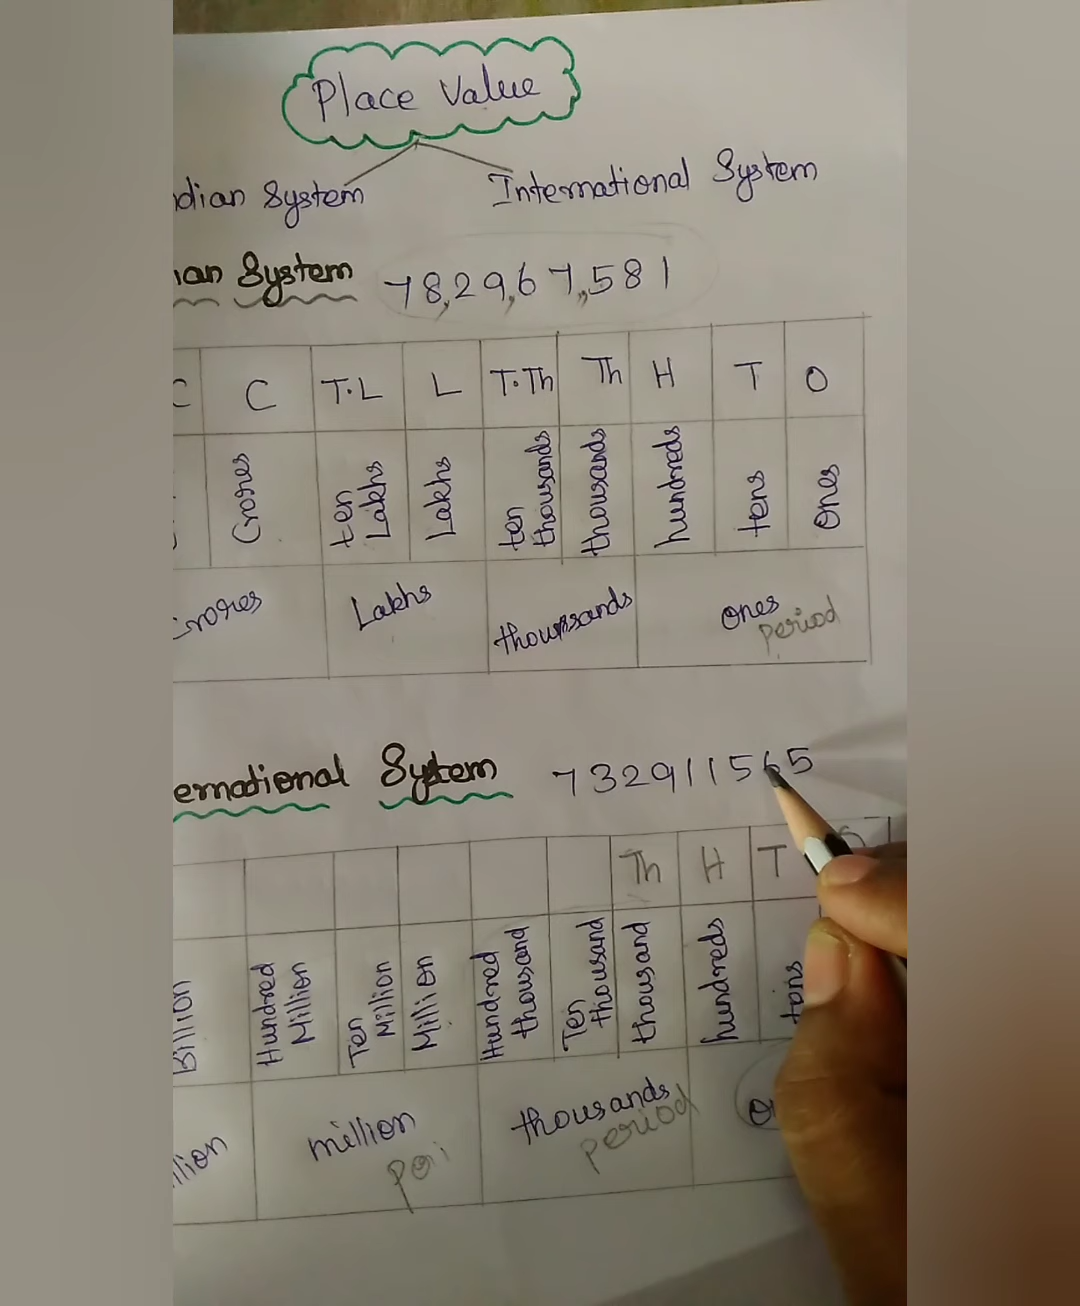 Place Value
dian System International System
ian System 78,29,67,581
C C T.L L T.Th Th H T O
Crores ten Lakhs Lakhs ten thousands thousands hundreds tens ones
crores Lakhs thousands ones period
ernational System 732911565
Th H T
Billion Hundred Million Ten Million Million Hundred thousand Ten thousand thousand hundreds tens
llion million peri thousands period